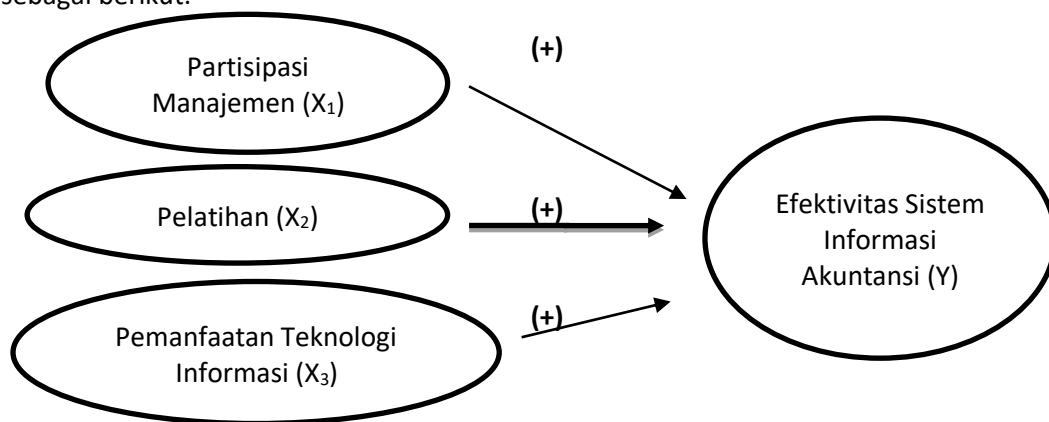 sebagai berikut:
Partisipasi
Manajemen (X₁)
(+)
Pelatihan (X₂)
(+)
Pemanfaatan Teknologi
Informasi (X₃)
(+)
Efektivitas Sistem
Informasi
Akuntansi (Y)